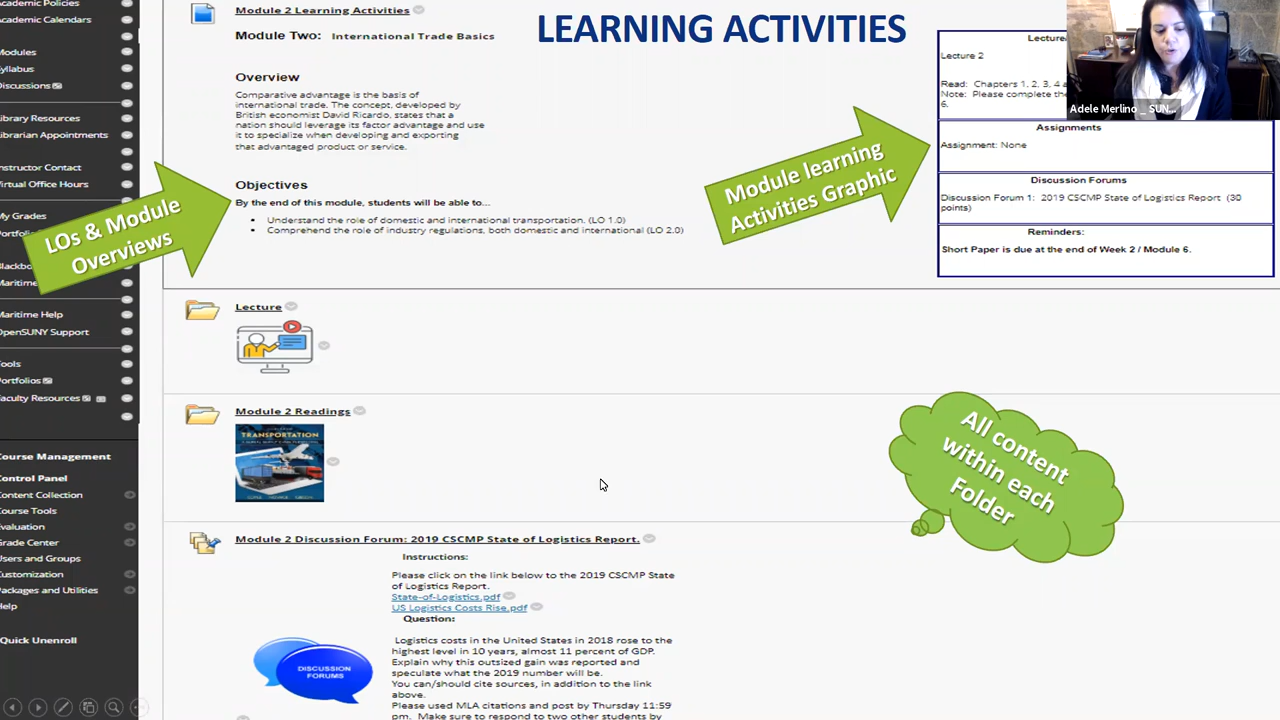 Academic Policies
Academic Calendars
Modules
Syllabus
Discussions
Library Resources
Librarian Appointments
Instructor Contact
Virtual Office Hours
My Grades
Portfol
Blackbo
Maritime
Maritime Help
OpenSUNY Support
Tools
Portfolios
Faculty Resources
Course Management
Control Panel
Content Collection
Course Tools
Evaluation
Grade Center
Users and Groups
Customization
Packages and Utilities
Help
Quick Unenroll
LEARNING ACTIVITIES
Module 2 Learning Activities
Module Two: International Trade Basics
Overview
Comparative advantage is the basis of
international trade. The concept, developed by
British economist David Ricardo, states that a
nation should leverage its factor advantage and use
it to specialize when developing and exporting
that advantaged product or service.
Objectives
By the end of this module, students will be able to...
Understand the role of domestic and international transportation. (LO 1.0)
Comprehend the role of industry regulations, both domestic and international (LO 2.0)
LOs & Module
Overviews
Module learning
Activities Graphic
Lecture
Lecture 2
Read: Chapters 1, 2, 3, 4
Note: Please complete the
6.
Adele Merlino _ SUN...
Assignments
Assignment: None
Discussion Forums
Discussion Forum 1: 2019 CSCMP State of Logistics Report (30
points)
Reminders:
Short Paper is due at the end of Week 2 / Module 6.
Lecture
Module 2 Readings
TRANSPORTATION
All content
within each
Folder
Module 2 Discussion Forum: 2019 CSCMP State of Logistics Report.
Instructions:
Please click on the link below to the 2019 CSCMP State
of Logistics Report.
State-of-Logistics.pdf
US Logistics Costs Rise.pdf
Question:
Logistics costs in the United States in 2018 rose to the
highest level in 10 years, almost 11 percent of GDP.
Explain why this outsized gain was reported and
speculate what the 2019 number will be.
You can/should cite sources, in addition to the link
above.
Please used MLA citations and post by Thursday 11:59
pm. Make sure to respond to two other students by
DISCUSSION
FORUMS